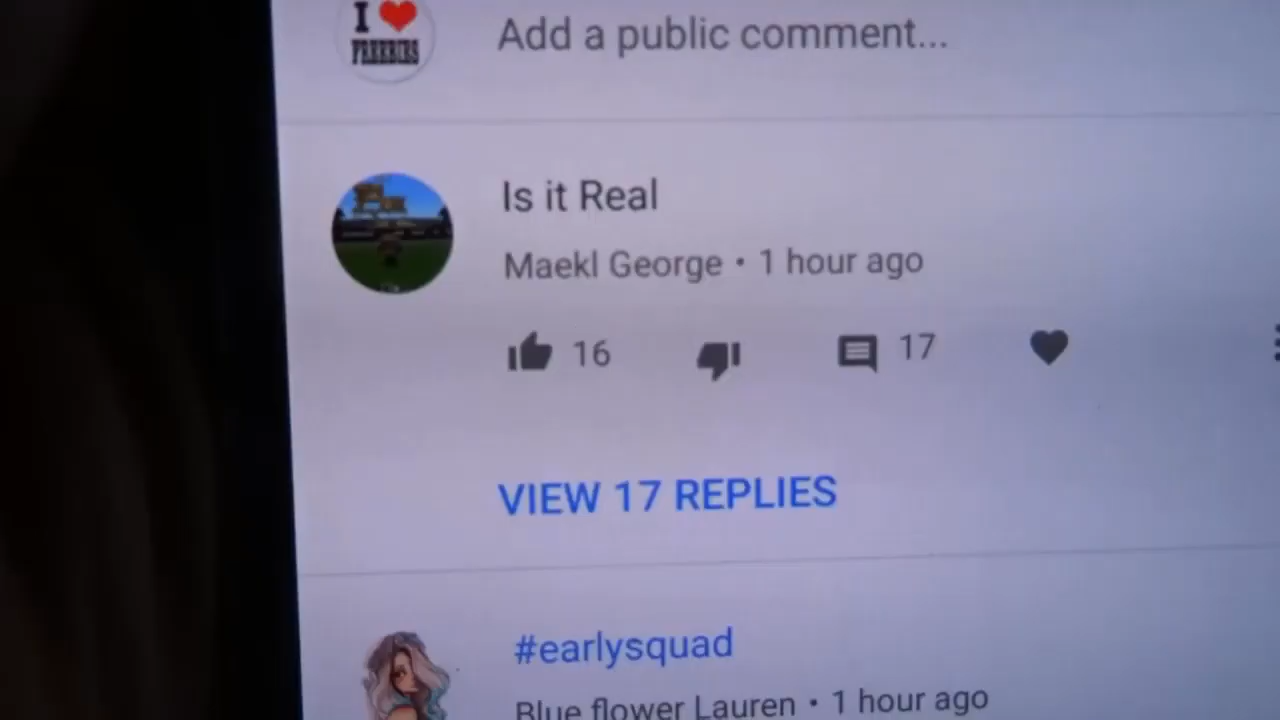 I ❤ FREEBIES
Add a public comment...
Is it Real
Maekl George • 1 hour ago
16
17
VIEW 17 REPLIES
#earlysquad
Blue flower Lauren • 1 hour ago